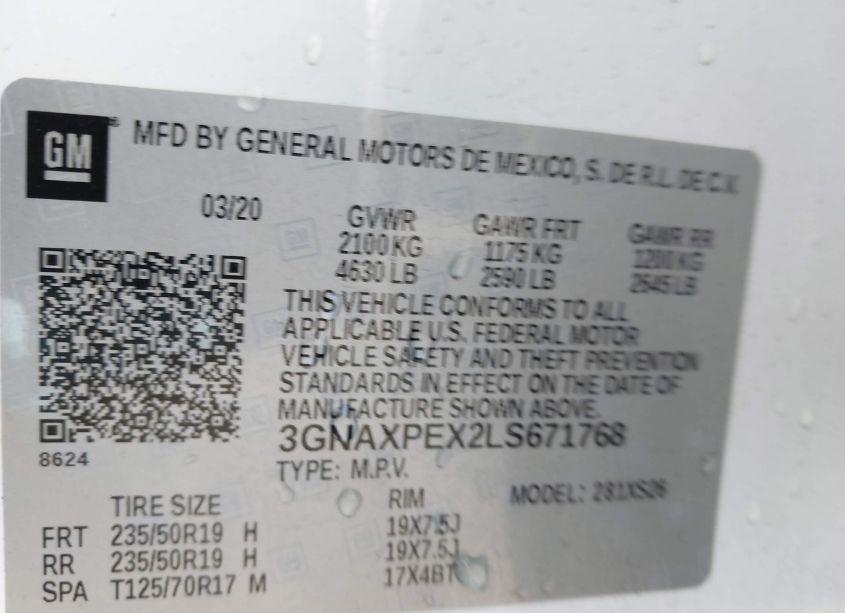 GM
MFD BY GENERAL MOTORS DE MEXICO, S. DE R.L. DE C.V.
03/20
GVWR GAWR FRT GAWR RR
2100 KG 1175 KG 1200 KG
4630 LB 2590 LB 2645 LB
THIS VEHICLE CONFORMS TO ALL
APPLICABLE U.S. FEDERAL MOTOR
VEHICLE SAFETY AND THEFT PREVENTION
STANDARDS IN EFFECT ON THE DATE OF
MANUFACTURE SHOWN ABOVE.
3GNAXPEX2LS671768
8624
TYPE: M.P.V. MODEL: 281XS26
TIRE SIZE RIM
FRT 235/50R19 H 19X7.5J
RR 235/50R19 H 19X7.5J
SPA T125/70R17 M 17X4BT